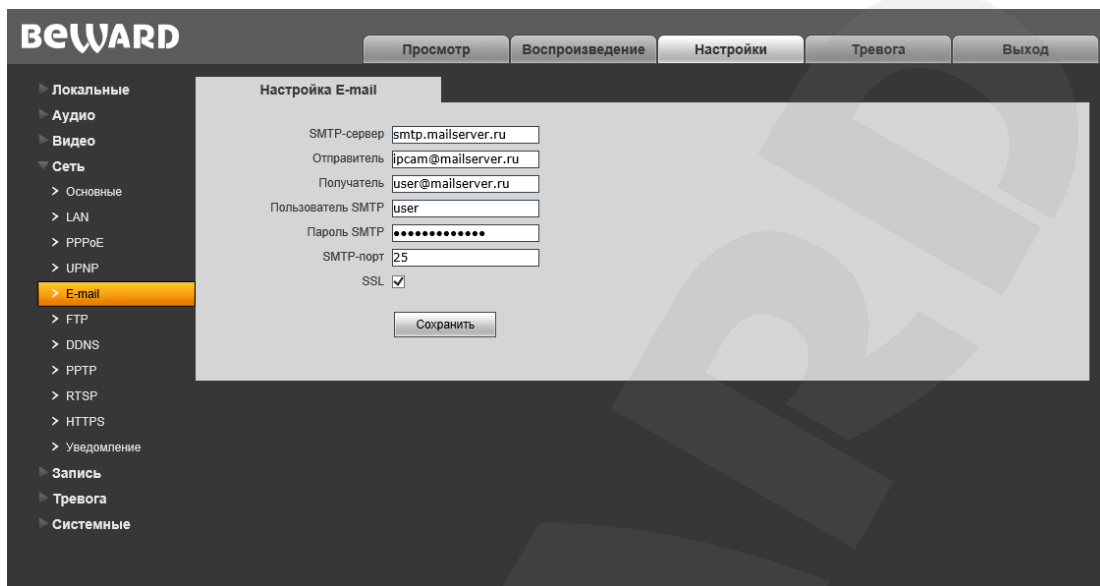 BEWARD
Просмотр Воспроизведение Настройки Тревога Выход
Локальные
Аудио
Видео
Сеть
> Основные
> LAN
> PPPoE
> UPNP
> E-mail
> FTP
> DDNS
> PPTP
> RTSP
> HTTPS
> Уведомление
Запись
Тревога
Системные
Настройка E-mail
SMTP-сервер smtp.mailserver.ru
Отправитель ipcam@mailserver.ru
Получатель user@mailserver.ru
Пользователь SMTP user
Пароль SMTP •••••••••••••
SMTP-порт 25
SSL
Сохранить